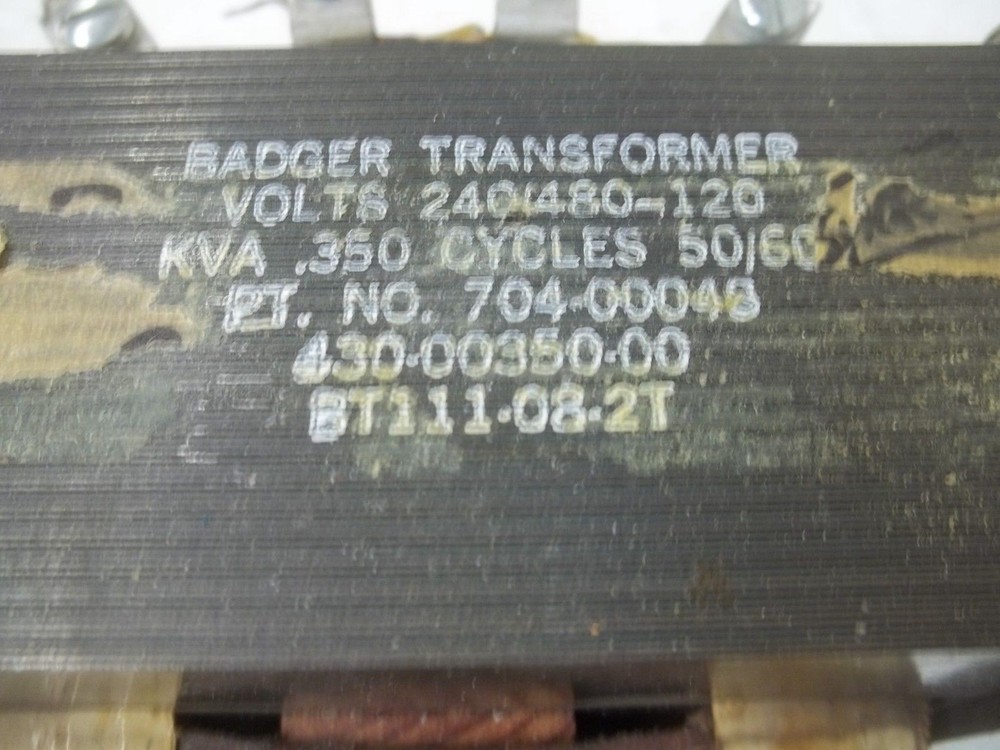 BADGER TRANSFORMER
VOLTS 240/480-120
KVA .350 CYCLES 50/60
PT. NO. 704-00048
430-00350-00
BT111-08-2T